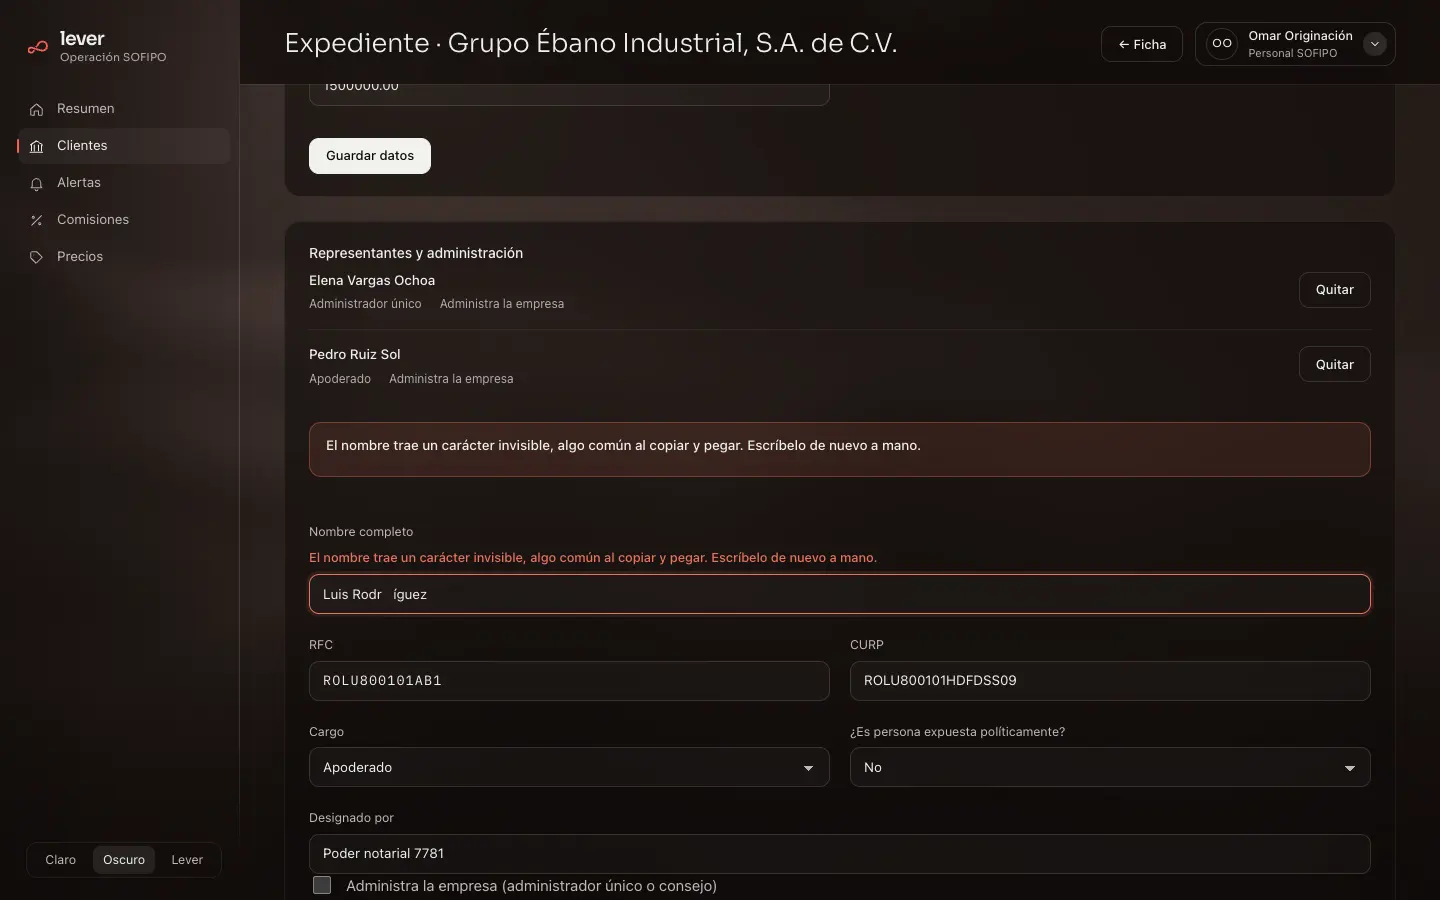 lever
Operación SOFIPO
Resumen
Clientes
Alertas
Comisiones
Precios
Claro
Oscuro
Lever
Expediente · Grupo Ébano Industrial, S.A. de C.V.
← Ficha
OO
Omar Originación
Personal SOFIPO
1500000.00
Guardar datos
Representantes y administración
Elena Vargas Ochoa
Administrador único Administra la empresa
Quitar
Pedro Ruiz Sol
Apoderado Administra la empresa
Quitar
El nombre trae un carácter invisible, algo común al copiar y pegar. Escríbelo de nuevo a mano.
Nombre completo
El nombre trae un carácter invisible, algo común al copiar y pegar. Escríbelo de nuevo a mano.
Luis Rodr íguez
RFC
ROLU800101AB1
CURP
ROLU800101HDFDSS09
Cargo
Apoderado
¿Es persona expuesta políticamente?
No
Designado por
Poder notarial 7781
Administra la empresa (administrador único o consejo)